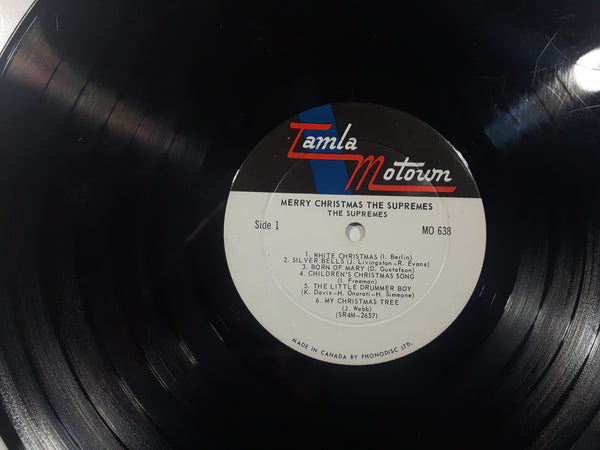 Tamla
Motown
MERRY CHRISTMAS THE SUPREMES
THE SUPREMES
Side 1 MO 638
1. WHITE CHRISTMAS (I. Berlin)
2. SILVER BELLS (J. Livingston-R. Evans)
3. BORN OF MARY (D. Gustafson)
4. CHILDREN'S CHRISTMAS SONG
(I. Freeman)
5. THE LITTLE DRUMMER BOY
(K. Davis-H. Onorati-H. Simeone)
6. MY CHRISTMAS TREE
(J. Webb)
(SR4M-2657)
MADE IN CANADA BY PHONODISC LTD.